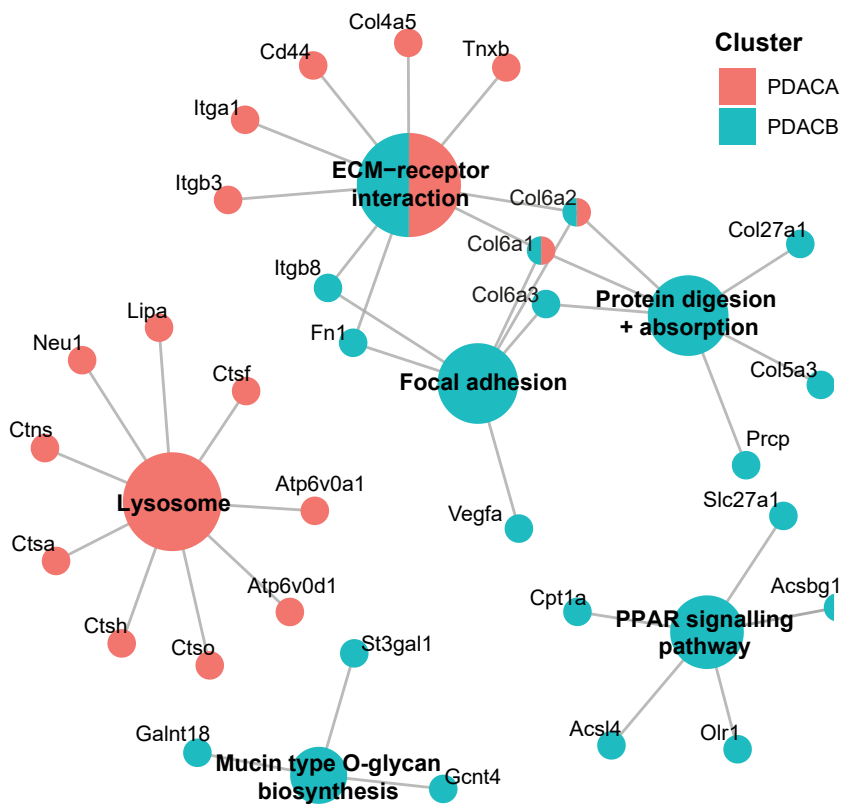 Col4a5
Cd44
Tnxb
Cluster
PDACA
PDACB
Itga1
ECM−receptor
interaction
Itgb3
Col6a2
Col6a1
Col27a1
Itgb8
Col6a3
Protein digesion
+ absorption
Fn1
Lipa
Neu1
Ctsf
Focal adhesion
Col5a3
Ctns
Prcp
Atp6v0a1
Slc27a1
Lysosome
Vegfa
Ctsa
Atp6v0d1
Cpt1a
Acsbg1
PPAR signalling
pathway
Ctsh
Ctso
St3gal1
Acsl4
Olr1
Galnt18
Mucin type O-glycan
biosynthesis
Gcnt4